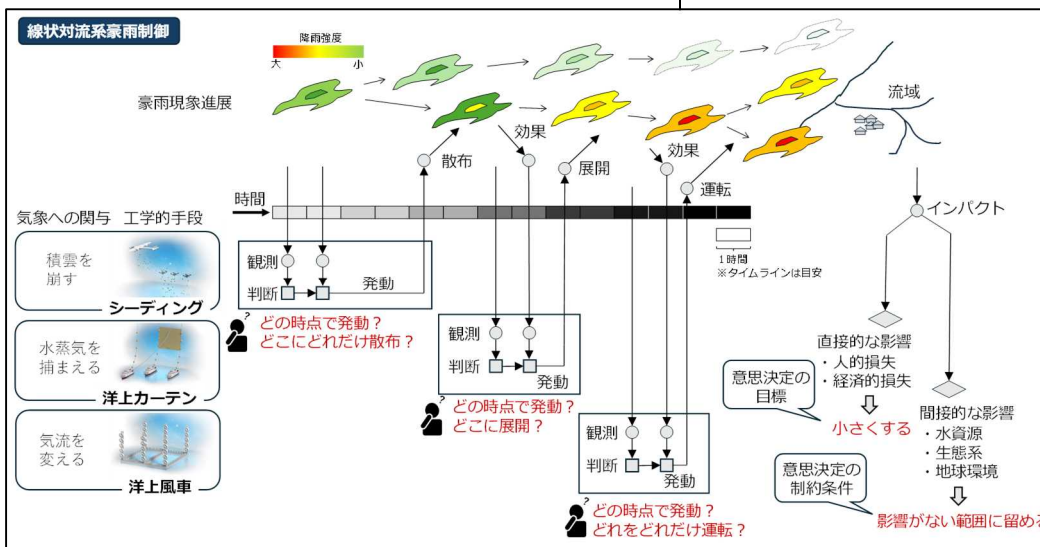 線状対流系豪雨制御
降雨強度
大 小
豪雨現象進展
流域
散布
効果
展開
効果
運転
時間
インパクト
1時間
※タイムラインは目安
気象への関与 工学的手段
積雲を
崩す
シーディング
水蒸気を
捕まえる
洋上カーテン
気流を
変える
洋上風車
観測
判断
発動
?
どの時点で発動?
どこにどれだけ散布?
観測
判断
発動
?
どの時点で発動?
どこに展開?
観測
判断
発動
?
どの時点で発動?
どれをどれだけ運転?
直接的な影響
・人的損失
・経済的損失
意思決定の
目標
小さくする
間接的な影響
・水資源
・生態系
・地球環境
意思決定の
制約条件
影響がない範囲に留める